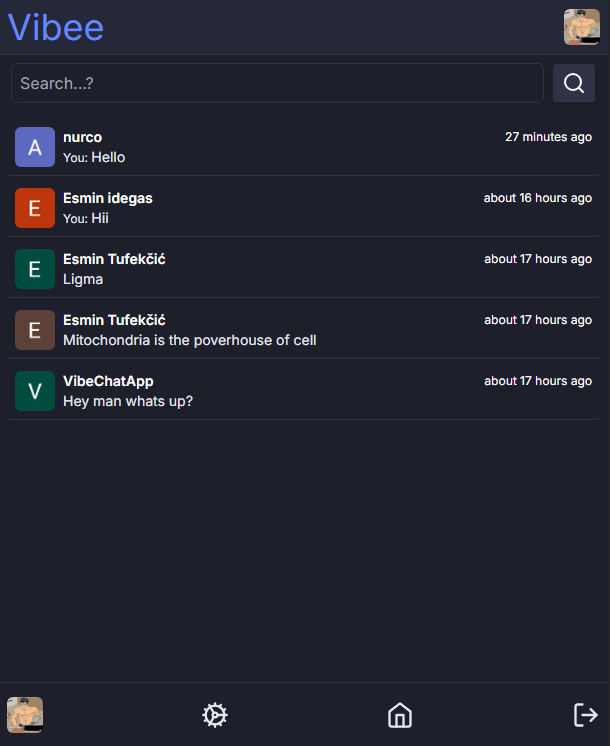 Vibee
Search...?
A
nurco
27 minutes ago
You: Hello
E
Esmin idegas
about 16 hours ago
You: Hii
E
Esmin Tufekčić
about 17 hours ago
Ligma
E
Esmin Tufekčić
about 17 hours ago
Mitochondria is the poverhouse of cell
V
VibeChatApp
about 17 hours ago
Hey man whats up?